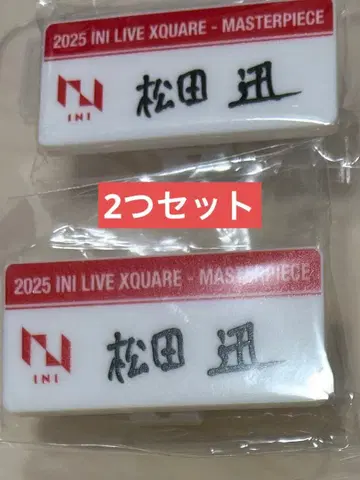 2025 INI LIVE XQUARE - MASTERPIECE
INI
松田 迅
2つセット
2025 INI LIVE XQUARE - MASTERPIECE
INI
松田 迅